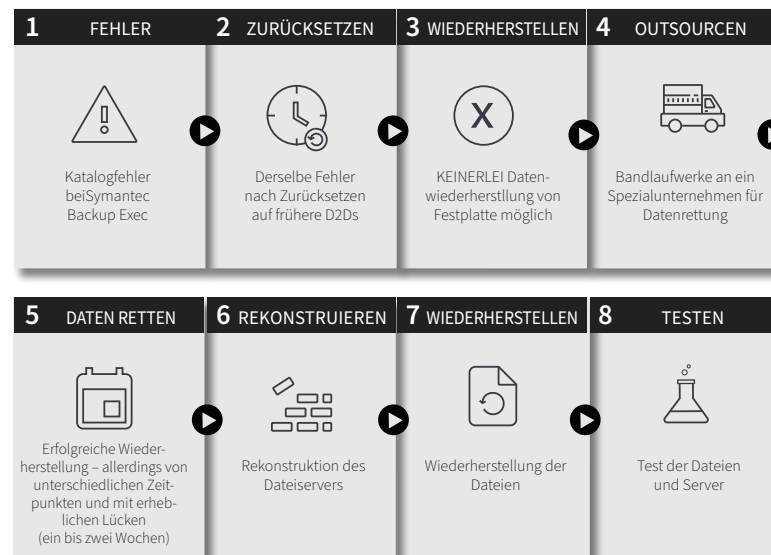 1 FEHLER
2 ZURÜCKSETZEN
3 WIEDERHERSTELLEN
4 OUTSOURCEN
Katalogfehler
beiSymantec
Backup Exec
Derselbe Fehler
nach Zurücksetzen
auf frühere D2Ds
X
KEINERLEI Daten-
wiederherstllung von
Festplatte möglich
Bandlaufwerke an ein
Spezialunternehmen für
Datenrettung
5 DATEN RETTEN
6 REKONSTRUIEREN
7 WIEDERHERSTELLEN
8 TESTEN
Erfolgreiche Wieder-
herstellung – allerdings von
unterschiedlichen Zeit-
punkten und mit erheb-
lichen Lücken
(ein bis zwei Wochen)
Rekonstruktion des
Dateiservers
Wiederherstellung der
Dateien
Test der Dateien
und Server